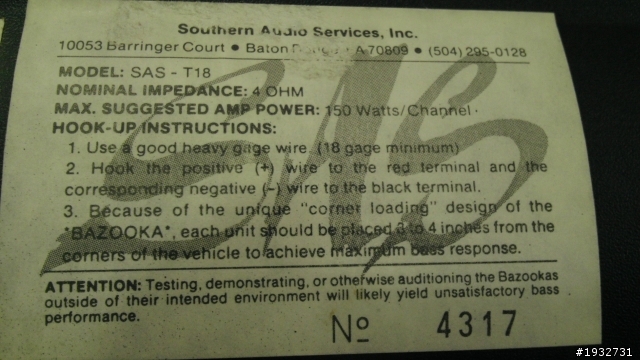 Southern Audio Services, Inc.
10053 Barringer Court ● Baton A 70809 ● (504) 295-0128
MODEL: SAS - T18
NOMINAL IMPEDANCE: 4 OHM
MAX. SUGGESTED AMP POWER: 150 Watts/Channel
HOOK-UP INSTRUCTIONS:
1. Use a good heavy gage wire. (18 gage minimum)
2. Hook the positive (+) wire to the red terminal and the
corresponding negative (-) wire to the black terminal.
3. Because of the unique "corner loading" design of the
"BAZOOKA", each unit should be placed 3 to 4 inches from the
corners of the vehicle to achieve maximum bass response.
SAS
ATTENTION: Testing, demonstrating, or otherwise auditioning the Bazookas
outside of their intended environment will likely yield unsatisfactory bass
performance.
Nº 4317
#1932731